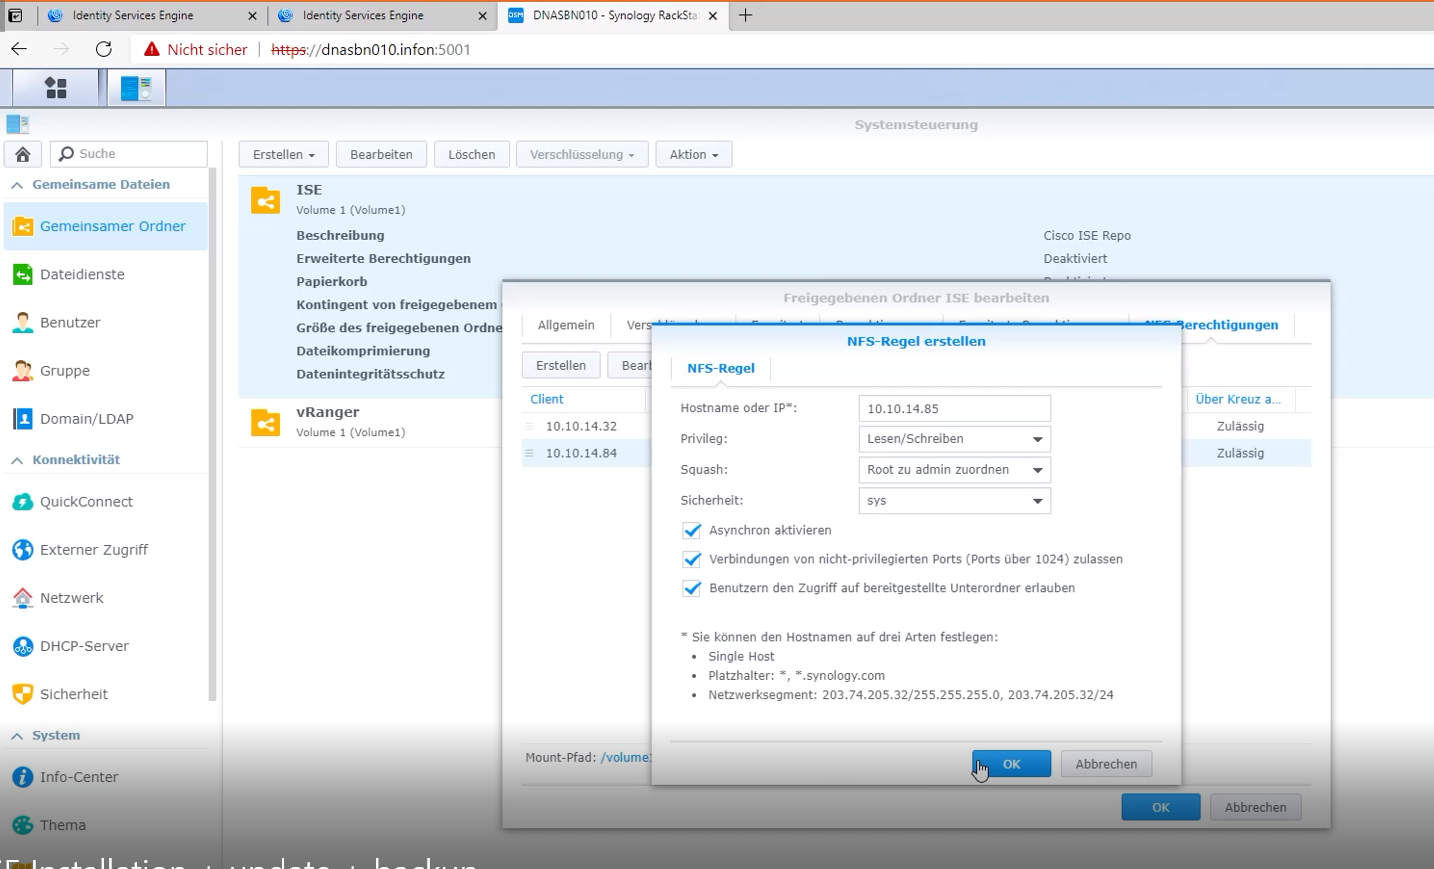 Identity Services Engine
Identity Services Engine
DNASBN010 - Synology RackSta
Nicht sicher
https://dnasbn010.infon:5001
Systemsteuerung
Suche
Erstellen
Bearbeiten
Löschen
Verschlüsselung
Aktion
Gemeinsame Dateien
Gemeinsamer Ordner
Dateidienste
Benutzer
Gruppe
Domain/LDAP
Konnektivität
QuickConnect
Externer Zugriff
Netzwerk
DHCP-Server
Sicherheit
System
Info-Center
Thema
ISE
Volume 1 (Volume1)
Beschreibung
Cisco ISE Repo
Erweiterte Berechtigungen
Deaktiviert
Papierkorb
Kontingent von freigegebenem
Größe des freigegebenen Ordne
Dateikomprimierung
Datenintegritätsschutz
vRanger
Volume 1 (Volume1)
Freigegebenen Ordner ISE bearbeiten
Allgemein
NFS-Berechtigungen
Erstellen
Bearb
Client
Über Kreuz a...
10.10.14.32
Zulässig
10.10.14.84
Zulässig
Mount-Pfad: /volume1
OK
Abbrechen
NFS-Regel erstellen
NFS-Regel
Hostname oder IP*:
10.10.14.85
Privileg:
Lesen/Schreiben
Squash:
Root zu admin zuordnen
Sicherheit:
sys
Asynchron aktivieren
Verbindungen von nicht-privilegierten Ports (Ports über 1024) zulassen
Benutzern den Zugriff auf bereitgestellte Unterordner erlauben
* Sie können den Hostnamen auf drei Arten festlegen:
• Single Host
• Platzhalter: *, *.synology.com
• Netzwerksegment: 203.74.205.32/255.255.255.0, 203.74.205.32/24
OK
Abbrechen
Installation + update + backup